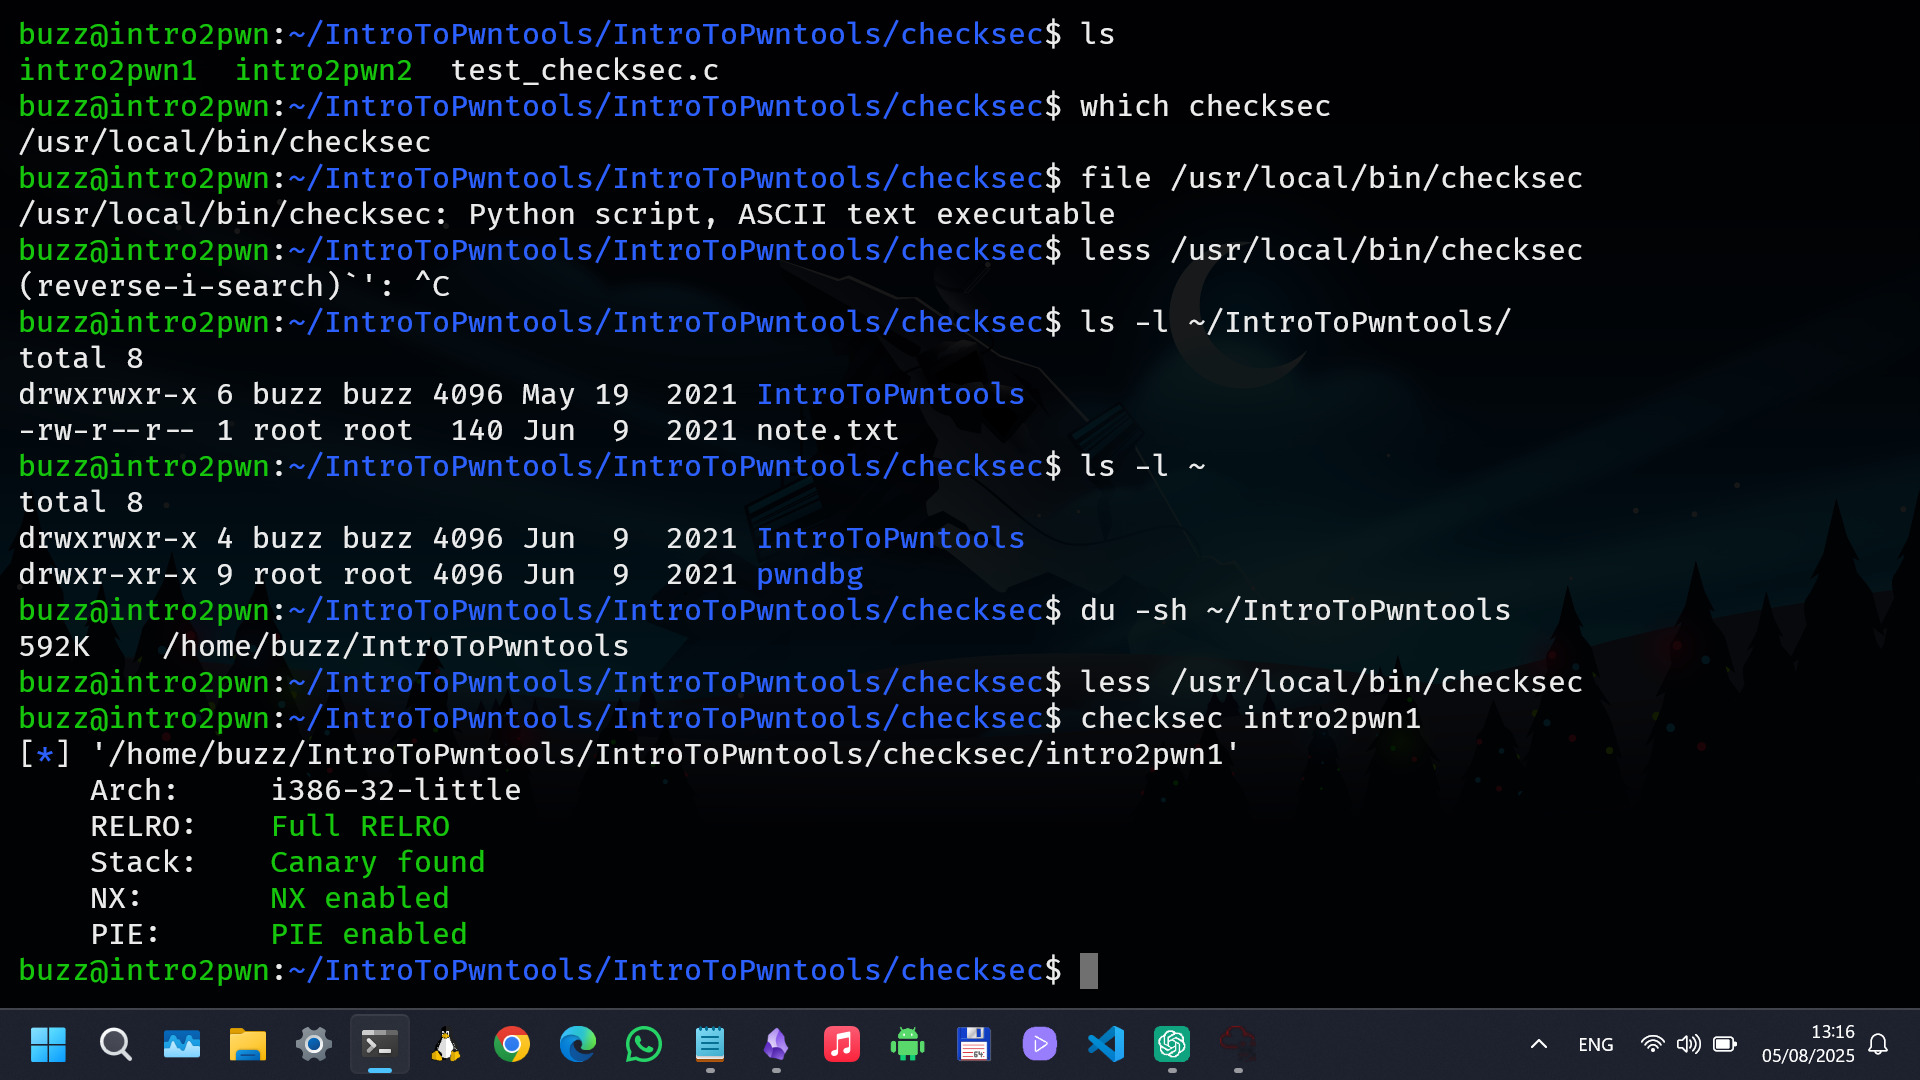 buzz@intro2pwn:~/IntroToPwntools/IntroToPwntools/checksec$ ls
intro2pwn1  intro2pwn2  test_checksec.c
buzz@intro2pwn:~/IntroToPwntools/IntroToPwntools/checksec$ which checksec
/usr/local/bin/checksec
buzz@intro2pwn:~/IntroToPwntools/IntroToPwntools/checksec$ file /usr/local/bin/checksec
/usr/local/bin/checksec: Python script, ASCII text executable
buzz@intro2pwn:~/IntroToPwntools/IntroToPwntools/checksec$ less /usr/local/bin/checksec
(reverse-i-search)`': ^C
buzz@intro2pwn:~/IntroToPwntools/IntroToPwntools/checksec$ ls -l ~/IntroToPwntools/
total 8
drwxrwxr-x 6 buzz buzz 4096 May 19  2021 IntroToPwntools
-rw-r--r-- 1 root root  140 Jun  9  2021 note.txt
buzz@intro2pwn:~/IntroToPwntools/IntroToPwntools/checksec$ ls -l ~
total 8
drwxrwxr-x 4 buzz buzz 4096 Jun  9  2021 IntroToPwntools
drwxr-xr-x 9 root root 4096 Jun  9  2021 pwndbg
buzz@intro2pwn:~/IntroToPwntools/IntroToPwntools/checksec$ du -sh ~/IntroToPwntools
592K    /home/buzz/IntroToPwntools
buzz@intro2pwn:~/IntroToPwntools/IntroToPwntools/checksec$ less /usr/local/bin/checksec
buzz@intro2pwn:~/IntroToPwntools/IntroToPwntools/checksec$ checksec intro2pwn1
[*] '/home/buzz/IntroToPwntools/IntroToPwntools/checksec/intro2pwn1'
    Arch:     i386-32-little
    RELRO:    Full RELRO
    Stack:    Canary found
    NX:       NX enabled
    PIE:      PIE enabled
buzz@intro2pwn:~/IntroToPwntools/IntroToPwntools/checksec$
ENG
13:16
05/08/2025